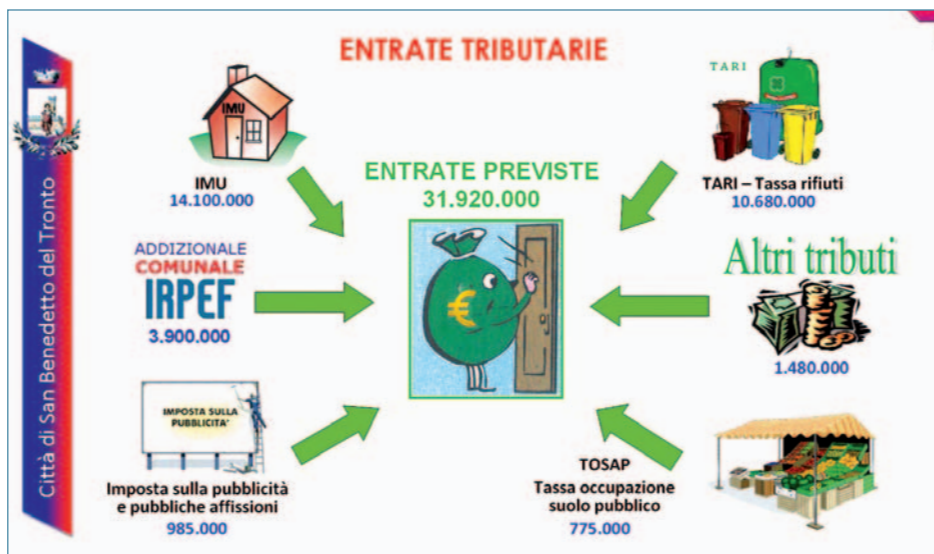 Città di San Benedetto del Tronto
ENTRATE TRIBUTARIE
IMU
IMU
14.100.000
ADDIZIONALE
COMUNALE
IRPEF
3.900.000
IMPOSTA SULLA
PUBBLICITA'
Imposta sulla pubblicità
e pubbliche affissioni
985.000
ENTRATE PREVISTE
31.920.000
€
TARI
TARI – Tassa rifiuti
10.680.000
Altri tributi
1.480.000
TOSAP
Tassa occupazione
suolo pubblico
775.000